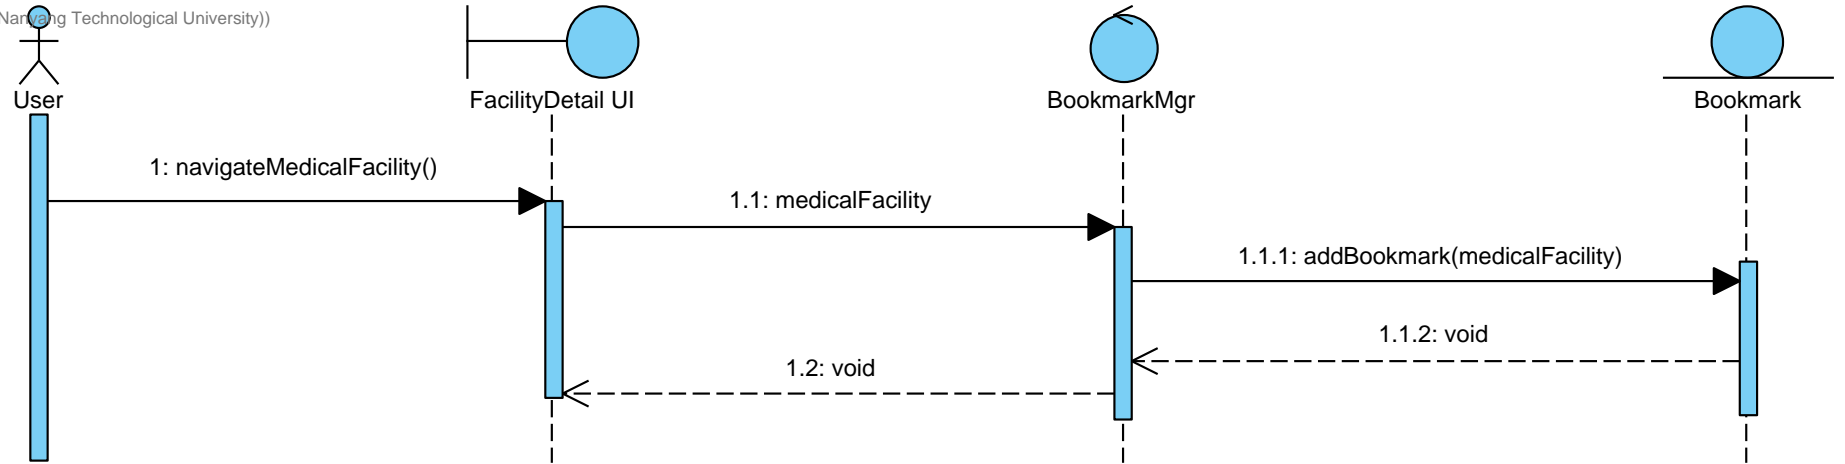 Nanyang Technological University))
User
FacilityDetail UI
BookmarkMgr
Bookmark
1: navigateMedicalFacility()
1.1: medicalFacility
1.1.1: addBookmark(medicalFacility)
1.1.2: void
1.2: void